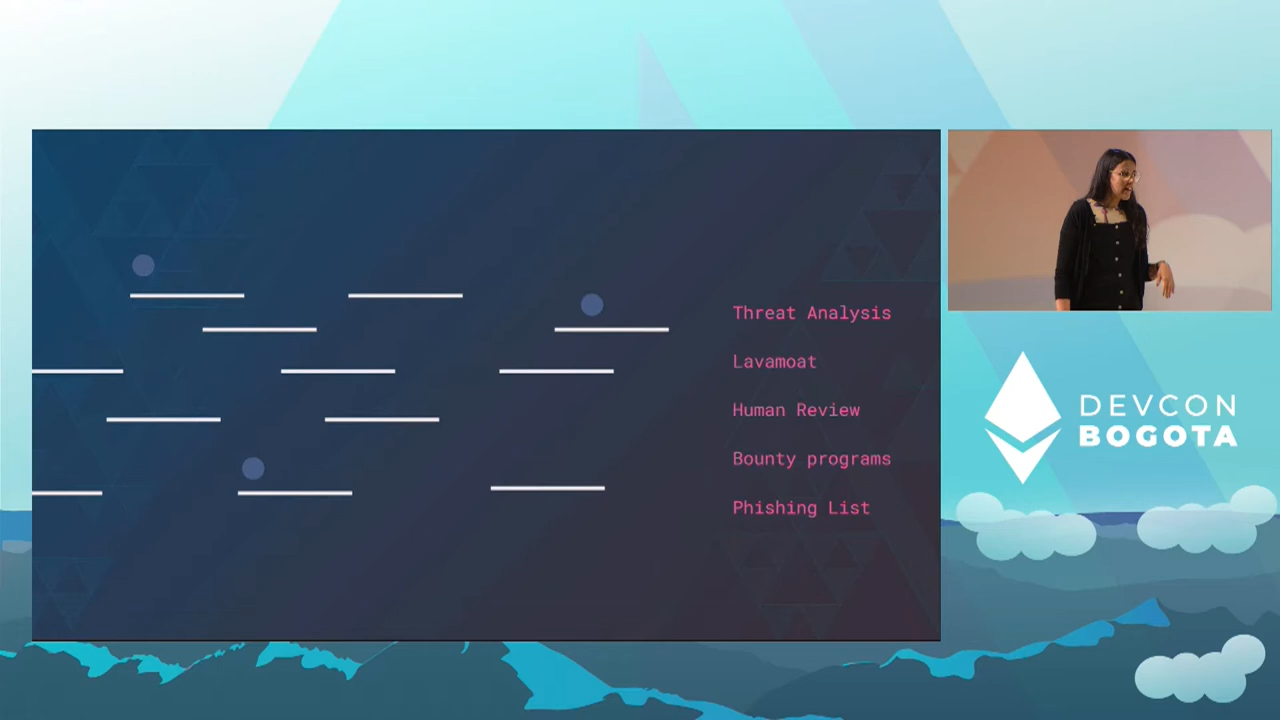 Threat Analysis
Lavamoat
Human Review
Bounty programs
Phishing List
DEVCON
BOGOTA